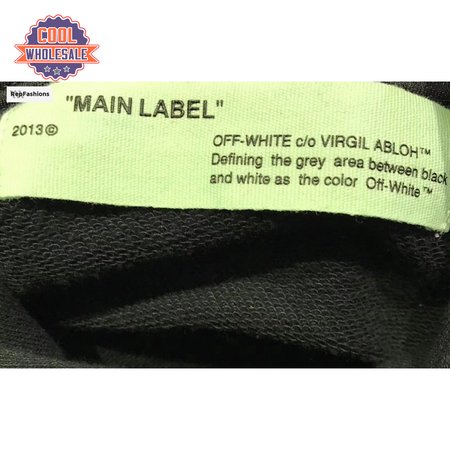 COOL
WHOLESALE
RepFashions
"MAIN LABEL"
2013©
OFF-WHITE c/o VIRGIL ABLOH™
Defining the grey area between black
and white as the color Off-White™